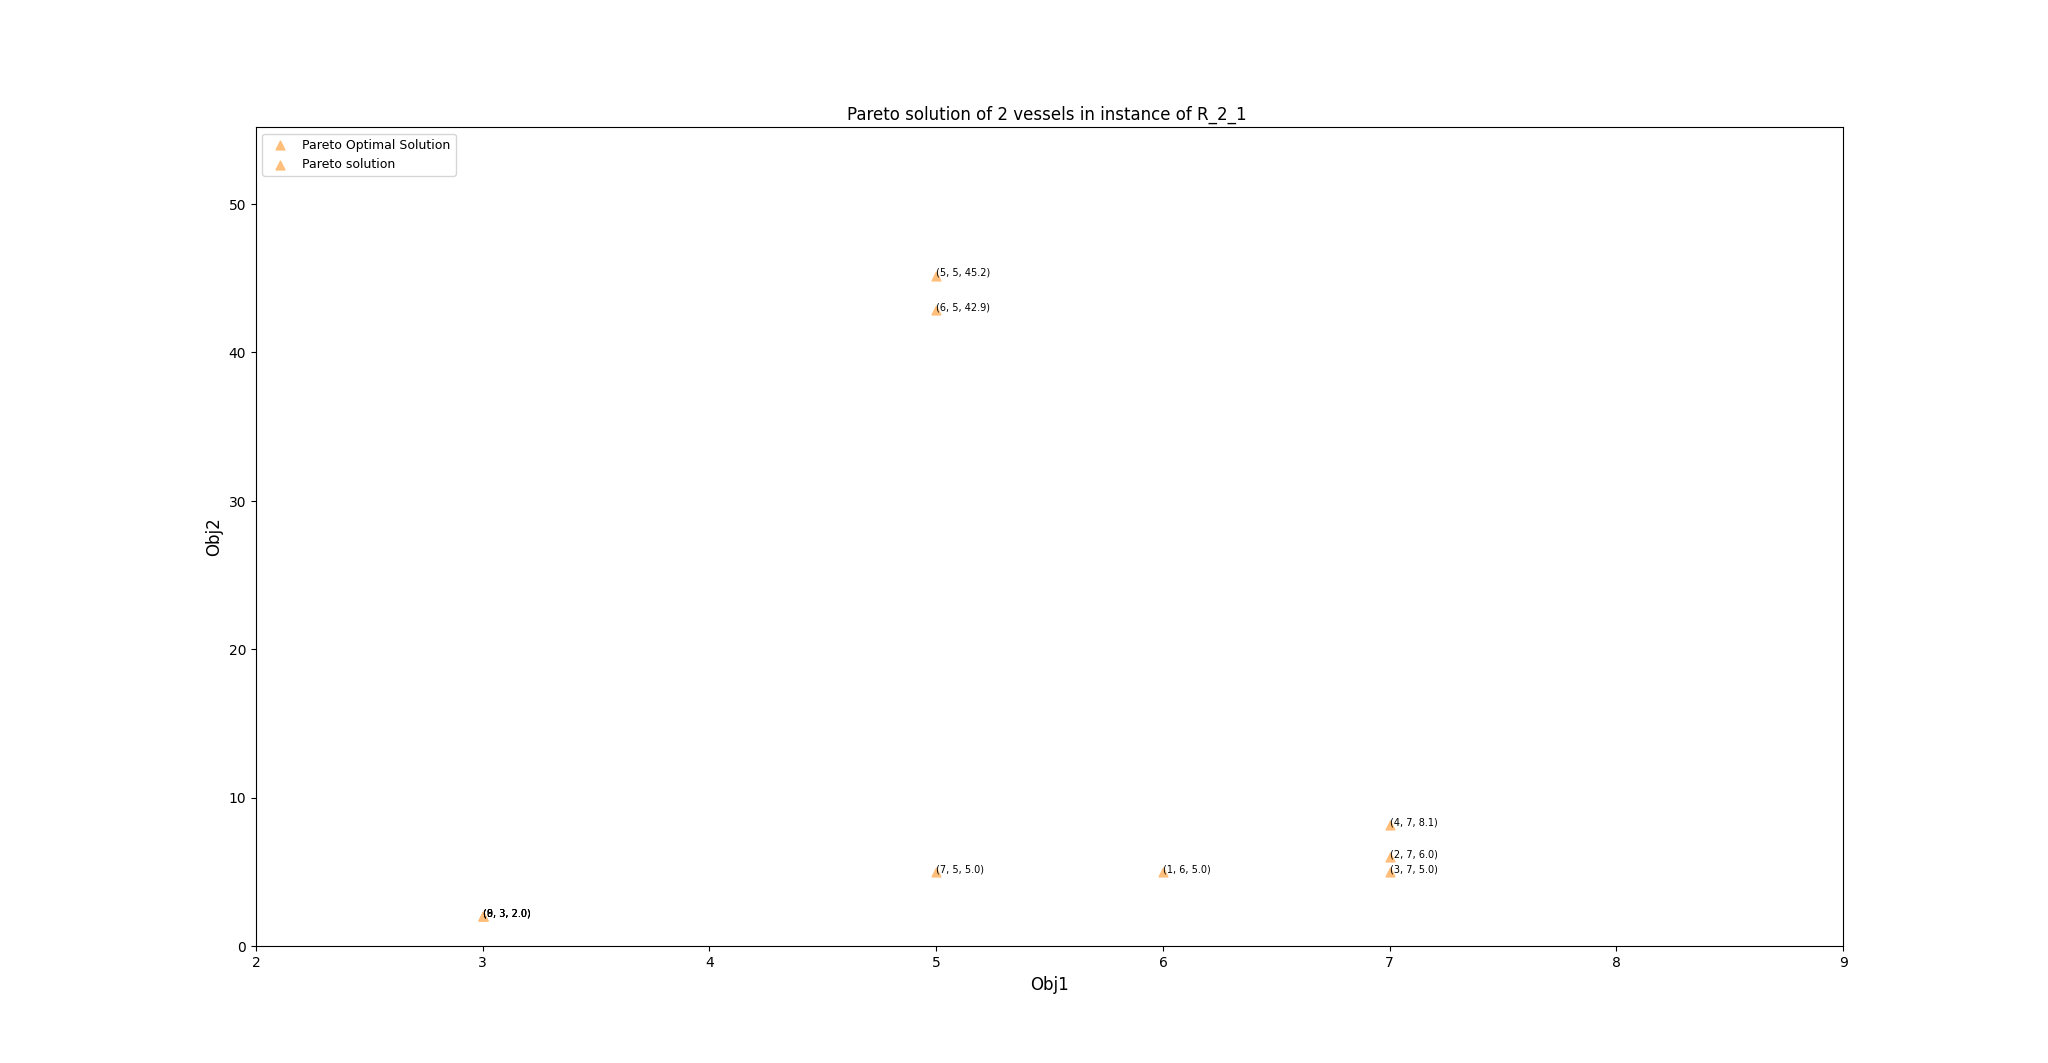 Pareto solution of 2 vessels in instance of R_2_1
Pareto Optimal Solution
Pareto solution
50
40
30
20
10
0
Obj2
(5, 5, 45.2)
(6, 5, 42.9)
(4, 7, 8.1)
(2, 7, 6.0)
(7, 5, 5.0)
(1, 6, 5.0)
(3, 7, 5.0)
3, 2.0)
2
3
4
5
6
7
8
9
Obj1